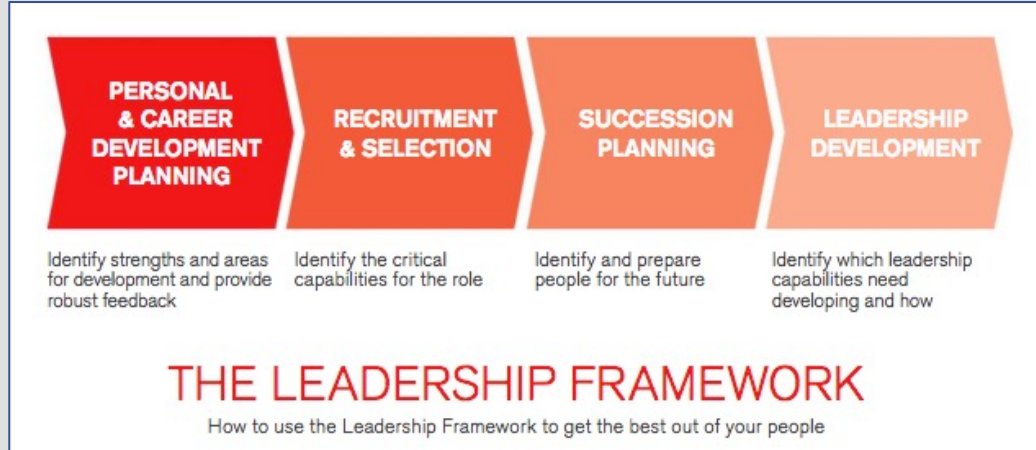 PERSONAL
& CAREER
DEVELOPMENT
PLANNING
RECRUITMENT
& SELECTION
SUCCESSION
PLANNING
LEADERSHIP
DEVELOPMENT
Identify strengths and areas
for development and provide
robust feedback
Identify the critical
capabilities for the role
Identify and prepare
people for the future
Identify which leadership
capabilities need
developing and how
THE LEADERSHIP FRAMEWORK
How to use the Leadership Framework to get the best out of your people